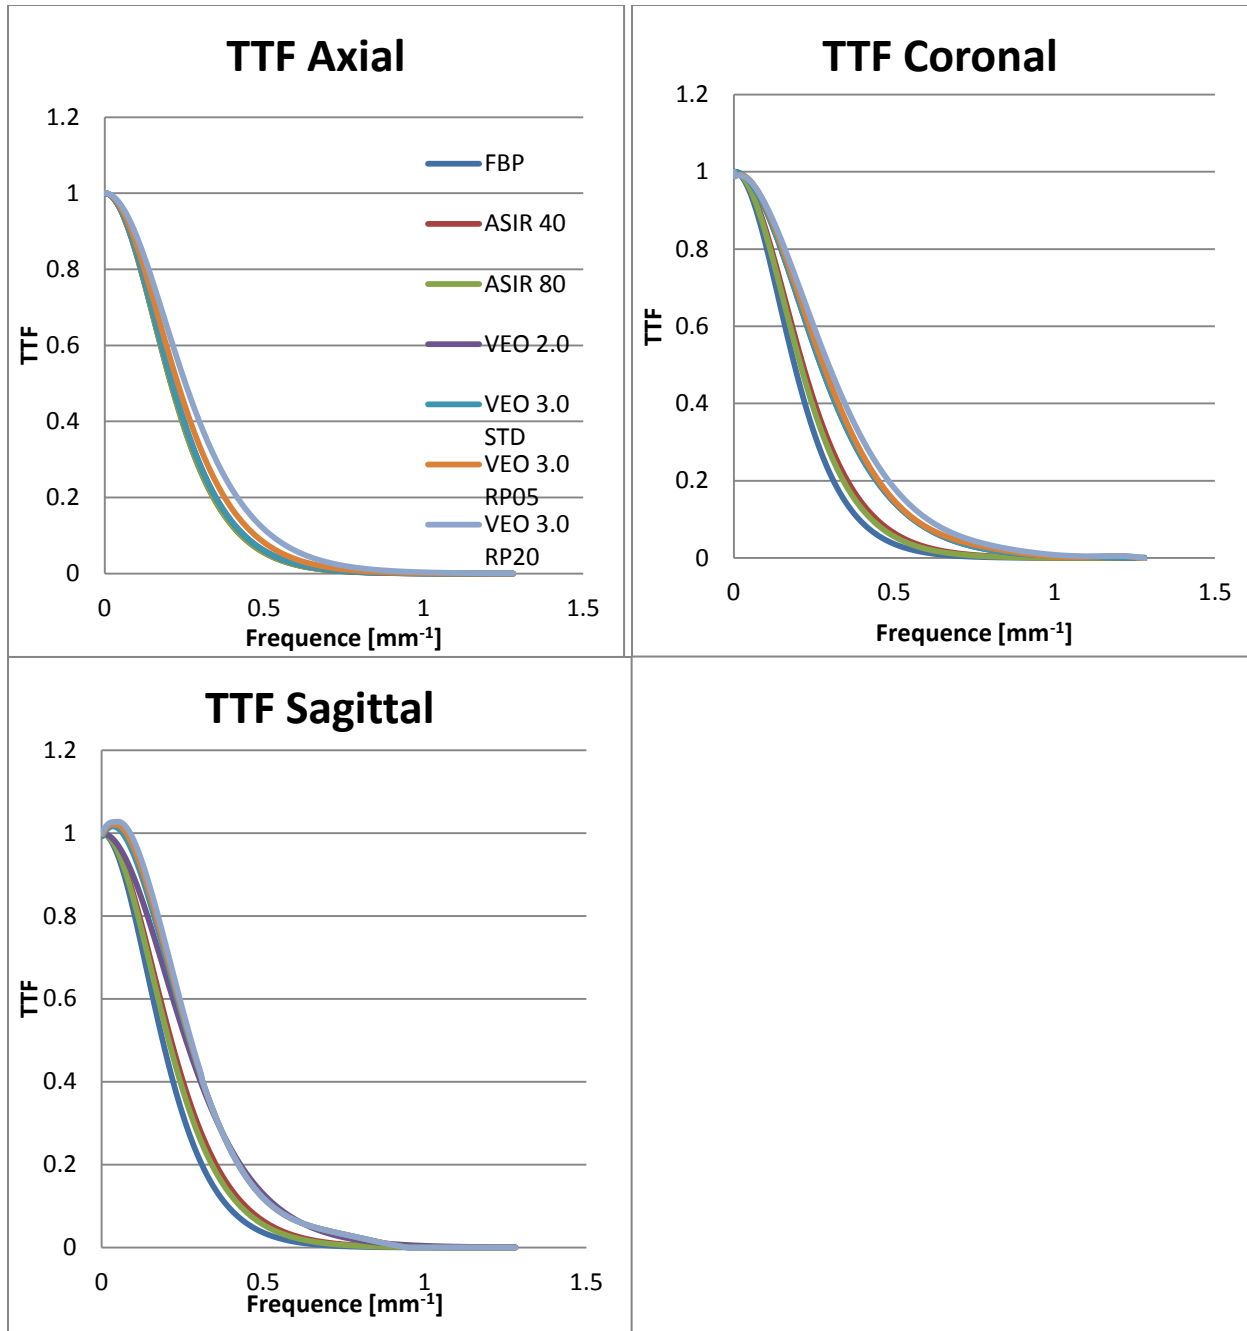 TTF Axial
1.2
1
0.8
0.6
0.4
0.2
0
TTF
FBP
ASIR 40
ASIR 80
VEO 2.0
VEO 3.0
STD
VEO 3.0
RP05
VEO 3.0
RP20
0 0.5 1 1.5
Frequence [mm⁻¹]
TTF Coronal
1.2
1
0.8
0.6
0.4
0.2
0
TTF
0 0.5 1 1.5
Frequence [mm⁻¹]
TTF Sagittal
1.2
1
0.8
0.6
0.4
0.2
0
TTF
0 0.5 1 1.5
Frequence [mm⁻¹]